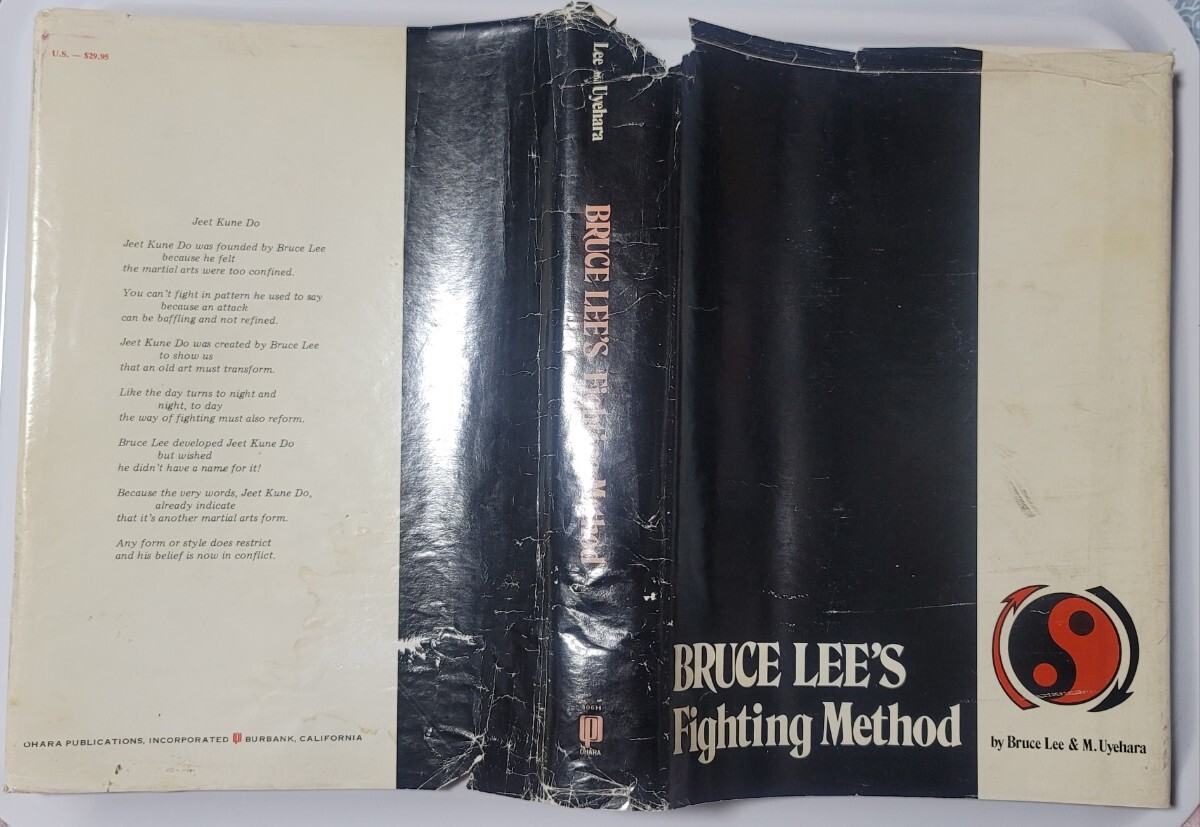 U.S. — $29.95
Jeet Kune Do
Jeet Kune Do was founded by Bruce Lee
because he felt
the martial arts were too confined.
You can't fight in pattern he used to say
because an attack
can be baffling and not refined.
Jeet Kune Do was created by Bruce Lee
to show us
that an old art must transform.
Like the day turns to night and
night, to day
the way of fighting must also reform.
Bruce Lee developed Jeet Kune Do
but wished
he didn't have a name for it!
Because the very words, Jeet Kune Do,
already indicate
that it's another martial arts form.
Any form or style does restrict
and his belief is now in conflict.
OHARA PUBLICATIONS, INCORPORATED BURBANK, CALIFORNIA
Lee and Uyehara
BRUCE LEE'S Fighting Method
406H
OHARA
BRUCE LEE'S
Fighting Method
by Bruce Lee & M. Uyehara